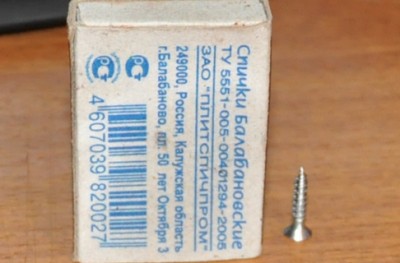 Спички Балабановские
ТУ 5551-005-00401294-2005
ЗАО "ПЛИТСПИЧПРОМ"
249000, Россия, Калужская область
г.Балабаново, пл. 50 лет Октября 3
4 607039 820027